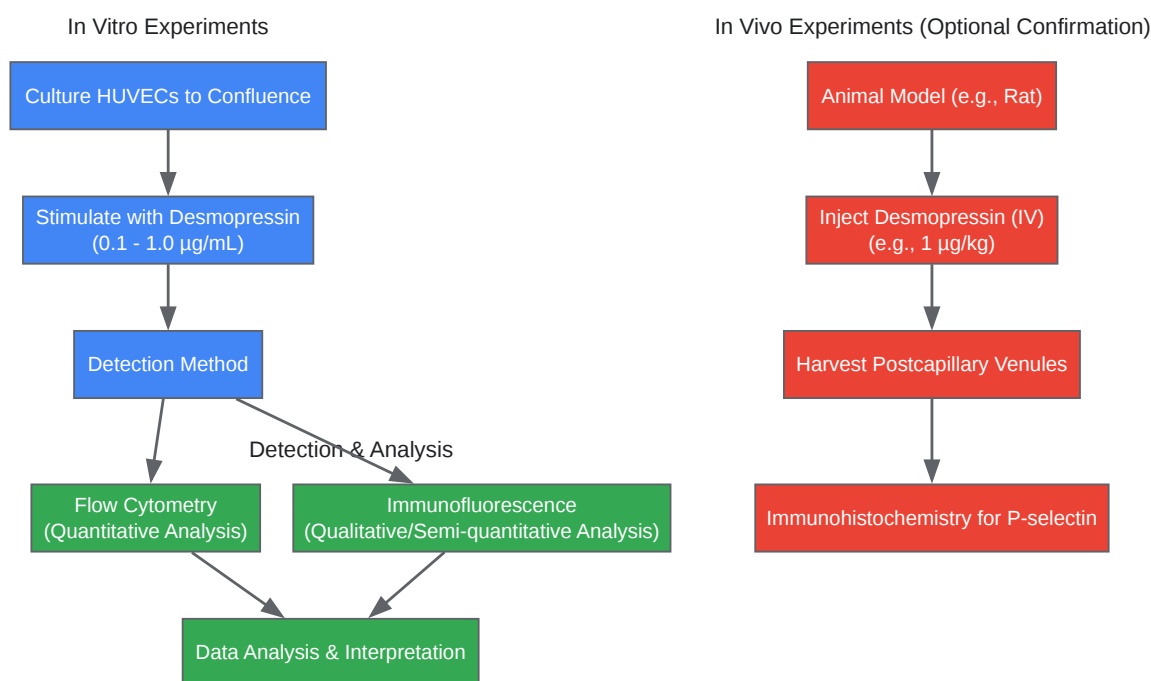 In Vitro Experiments
Culture HUVECs to Confluence
Stimulate with Desmopressin
(0.1 - 1.0 µg/mL)
Detection Method
Detection & Analysis
Flow Cytometry
(Quantitative Analysis)
Immunofluorescence
(Qualitative/Semi-quantitative Analysis)
Data Analysis & Interpretation
In Vivo Experiments (Optional Confirmation)
Animal Model (e.g., Rat)
Inject Desmopressin (IV)
(e.g., 1 µg/kg)
Harvest Postcapillary Venules
Immunohistochemistry for P-selectin